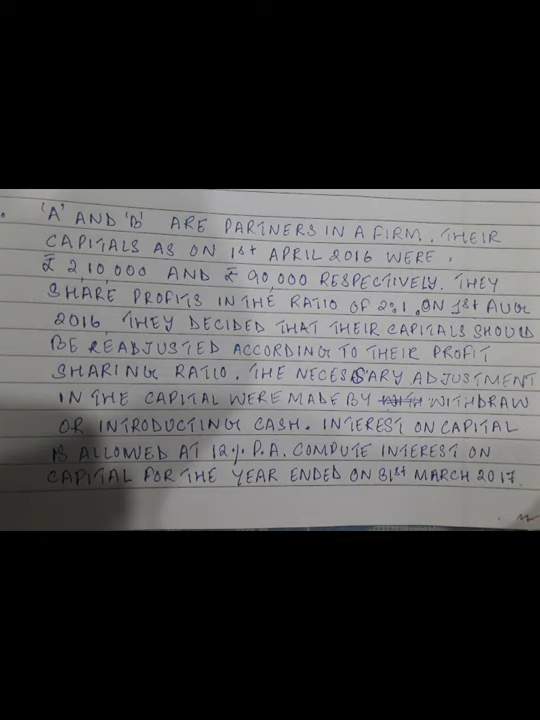 'A' AND 'B' ARE PARTNERS IN A FIRM. THEIR
CAPITALS AS ON 1st APRIL 2016 WERE.
₹ 2,10,000 AND ₹ 90,000 RESPECTIVELY. THEY
SHARE PROFITS IN THE RATIO OF 2:1. ON 1st AUG
2016, THEY DECIDED THAT THEIR CAPITALS SHOULD
BE READJUSTED ACCORDING TO THEIR PROFIT
SHARING RATIO. THE NECESSARY ADJUSTMENT
IN THE CAPITAL WERE MADE BY WITHDRAW
OR INTRODUCTING CASH. INTEREST ON CAPITAL
IS ALLOWED AT 12% P.A. COMPUTE INTEREST ON
CAPITAL FOR THE YEAR ENDED ON 31st MARCH 2017.